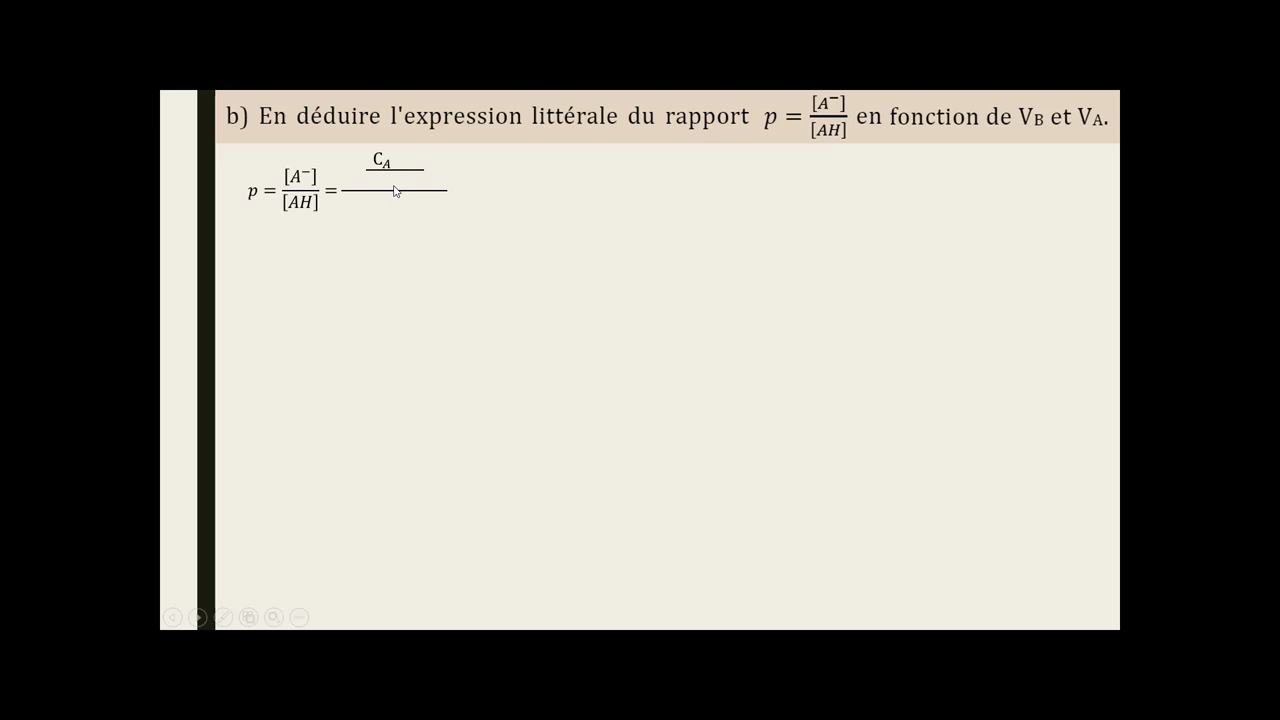 b) En déduire l'expression littérale du rapport p = [A⁻]/[AH] en fonction de VB et VA.
CA
p = [A⁻]/[AH] =